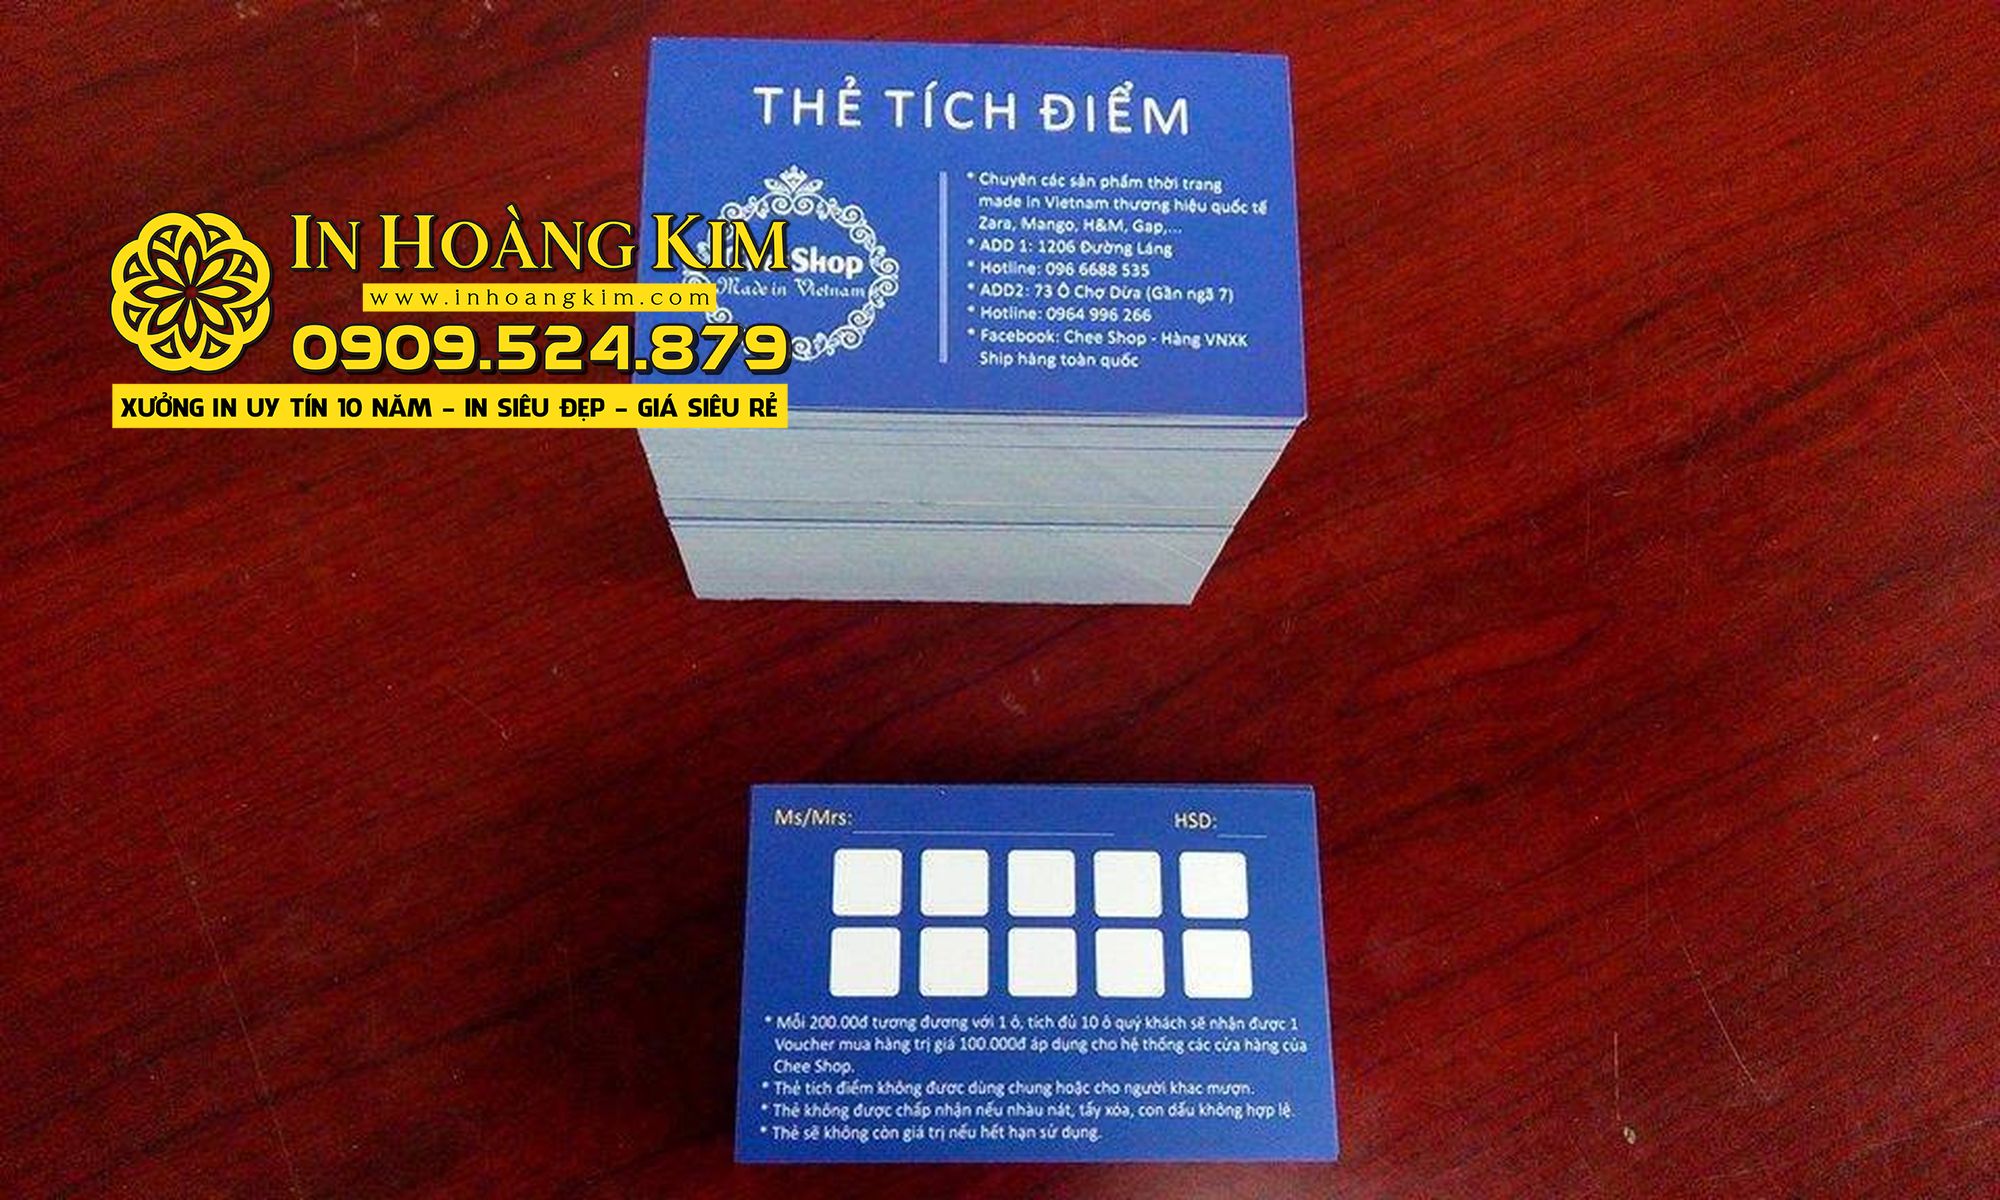 THẺ TÍCH ĐIỂM
* Chuyên các sản phẩm thời trang
made in Vietnam thương hiệu quốc tế
Zara, Mango, H&M, Gap,...
* ADD 1: 1206 Đường Láng
* Hotline: 096 6688 535
* ADD2: 73 Ô Chợ Dừa (Gần ngã 7)
* Hotline: 0964 996 266
* Facebook: Chee Shop - Hàng VNXK
Ship hàng toàn quốc
Shop
Made in Vietnam
IN HOÀNG KIM
www.inhoangkim.com
0909.524.879
XƯỞNG IN UY TÍN 10 NĂM – IN SIÊU ĐẸP – GIÁ SIÊU RẺ
Ms/Mrs: HSD:
* Mỗi 200.00đ tương đương với 1 ô, tích đủ 10 ô quý khách sẽ nhận được 1
Voucher mua hàng trị giá 100.000đ áp dụng cho hệ thống các cửa hàng của
Chee Shop.
* Thẻ tích điểm không được dùng chung hoặc cho người khac mượn.
* Thẻ không được chấp nhận nếu nhàu nát, tẩy xóa, con dấu không hợp lệ.
* Thẻ sẽ không còn giá trị nếu hết hạn sử dụng.